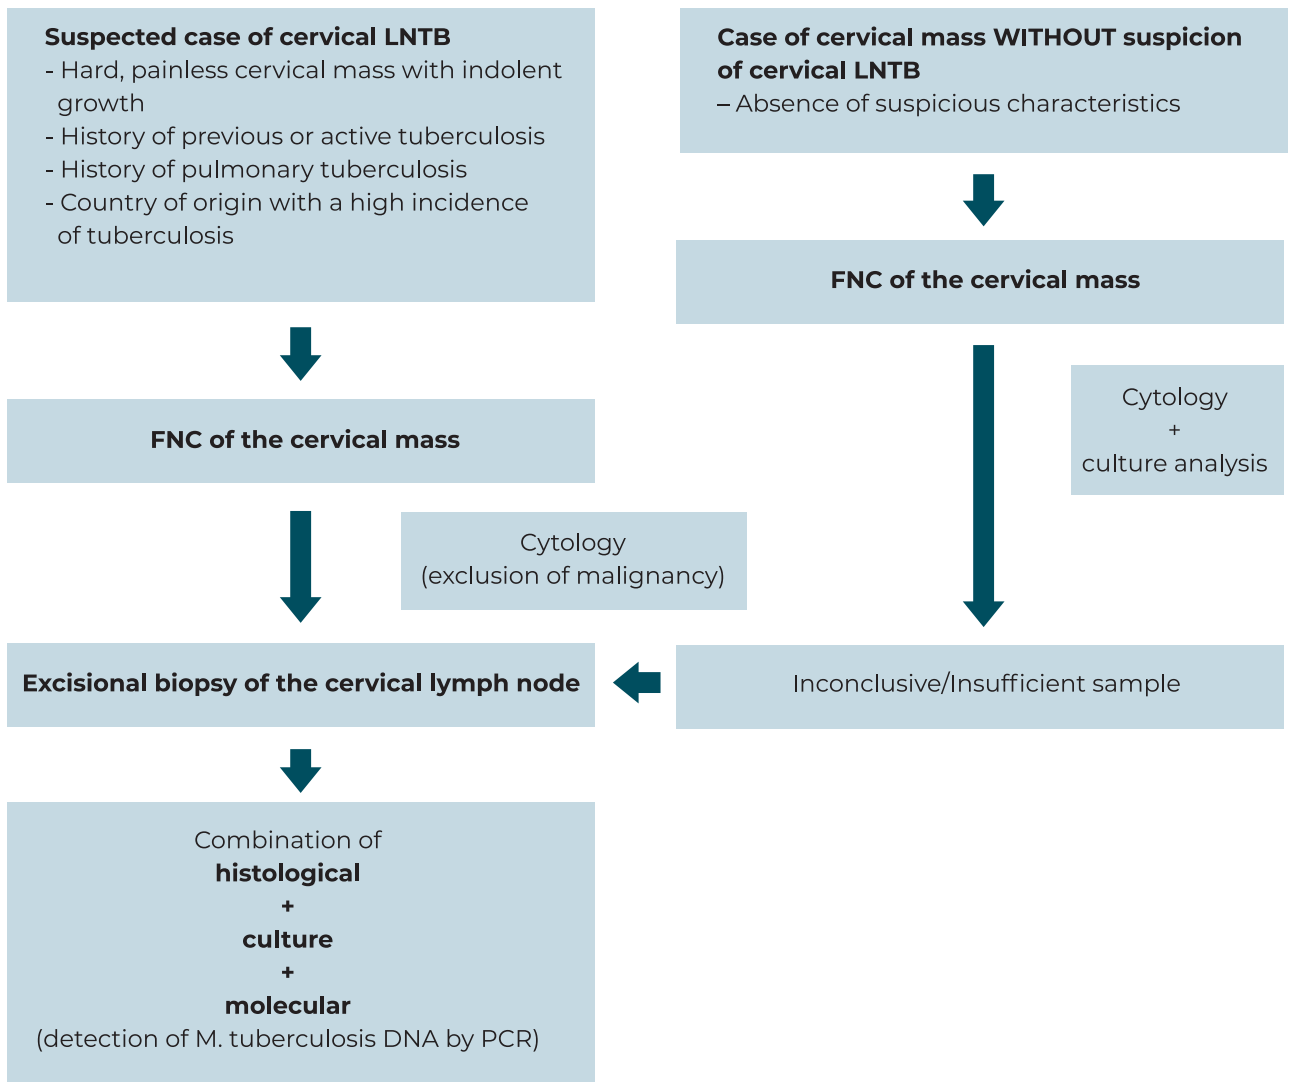 Suspected case of cervical LNTB
- Hard, painless cervical mass with indolent
growth
- History of previous or active tuberculosis
- History of pulmonary tuberculosis
- Country of origin with a high incidence
of tuberculosis
FNC of the cervical mass
Cytology
(exclusion of malignancy)
Excisional biopsy of the cervical lymph node
Combination of
histological
+
culture
+
molecular
(detection of M. tuberculosis DNA by PCR)
Case of cervical mass WITHOUT suspicion
of cervical LNTB
– Absence of suspicious characteristics
FNC of the cervical mass
Cytology
+
culture analysis
Inconclusive/Insufficient sample